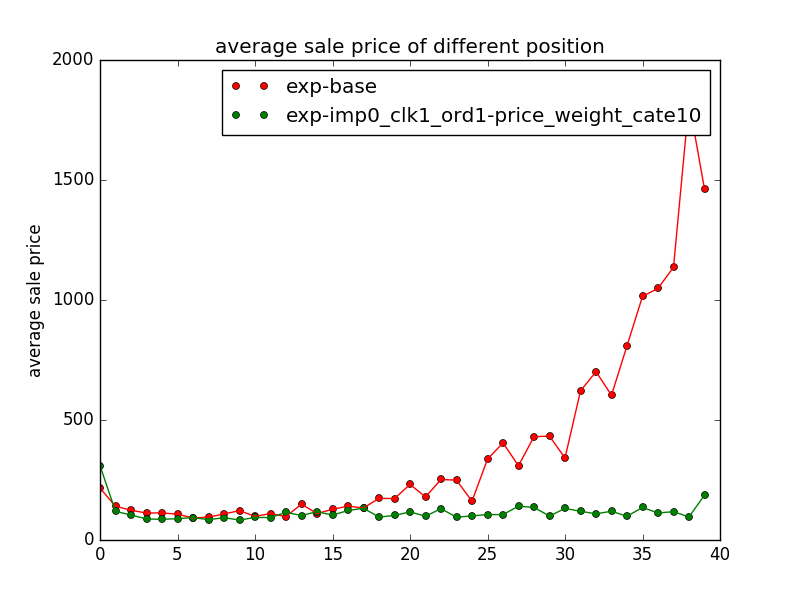 average sale price of different position
exp-base
exp-imp0_clk1_ord1-price_weight_cate10
average sale price
2000
1500
1000
500
0
0 5 10 15 20 25 30 35 40